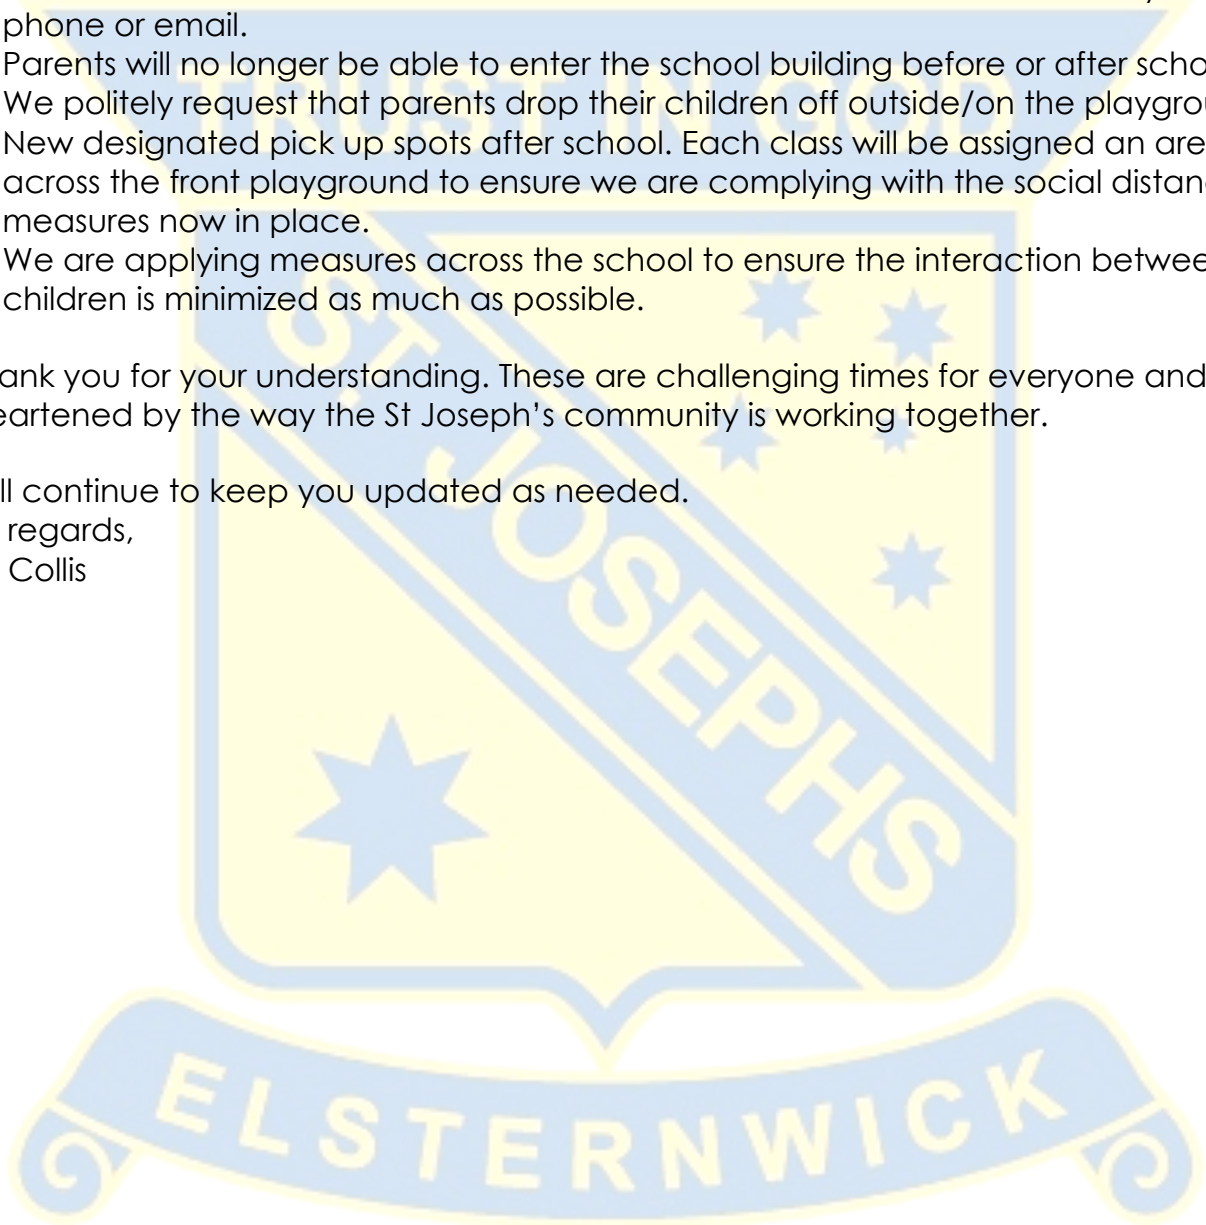 phone or email.
Parents will no longer be able to enter the school building before or after scho
We politely request that parents drop their children off outside/on the playgrou
New designated pick up spots after school. Each class will be assigned an are
across the front playground to ensure we are complying with the social distan
measures now in place.
We are applying measures across the school to ensure the interaction betwee
children is minimized as much as possible.
ank you for your understanding. These are challenging times for everyone and
eartened by the way the St Joseph's community is working together.
ll continue to keep you updated as needed.
regards,
Collis
TRUST IN GOD
ST. JOSEPHS
ELSTERNWICK